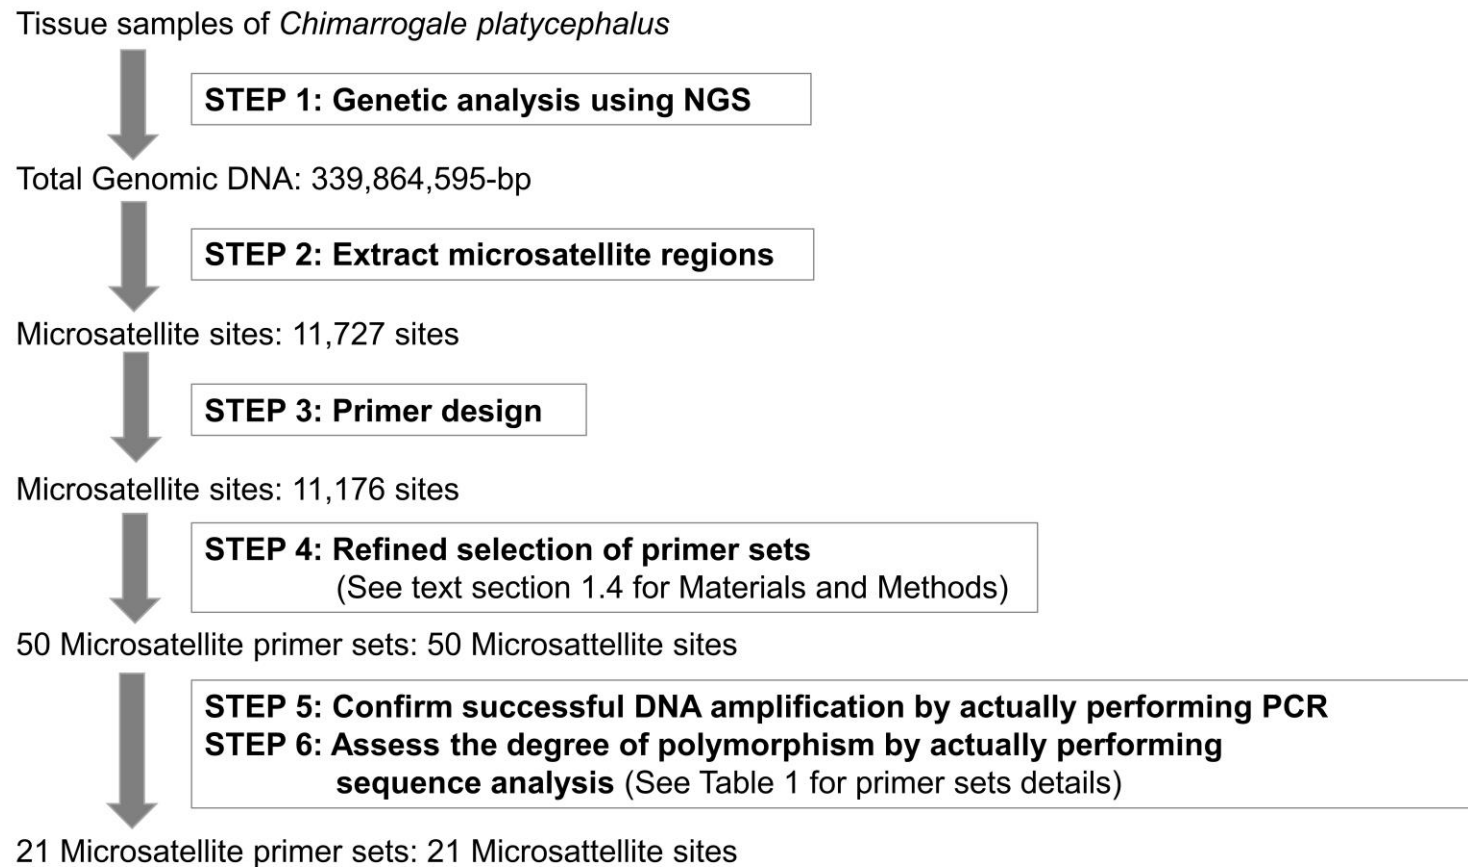 Tissue samples of Chimarrogale platycephalus
STEP 1: Genetic analysis using NGS
Total Genomic DNA: 339,864,595-bp
STEP 2: Extract microsatellite regions
Microsatellite sites: 11,727 sites
STEP 3: Primer design
Microsatellite sites: 11,176 sites
STEP 4: Refined selection of primer sets
(See text section 1.4 for Materials and Methods)
50 Microsatellite primer sets: 50 Microsattellite sites
STEP 5: Confirm successful DNA amplification by actually performing PCR
STEP 6: Assess the degree of polymorphism by actually performing
sequence analysis (See Table 1 for primer sets details)
21 Microsatellite primer sets: 21 Microsattellite sites